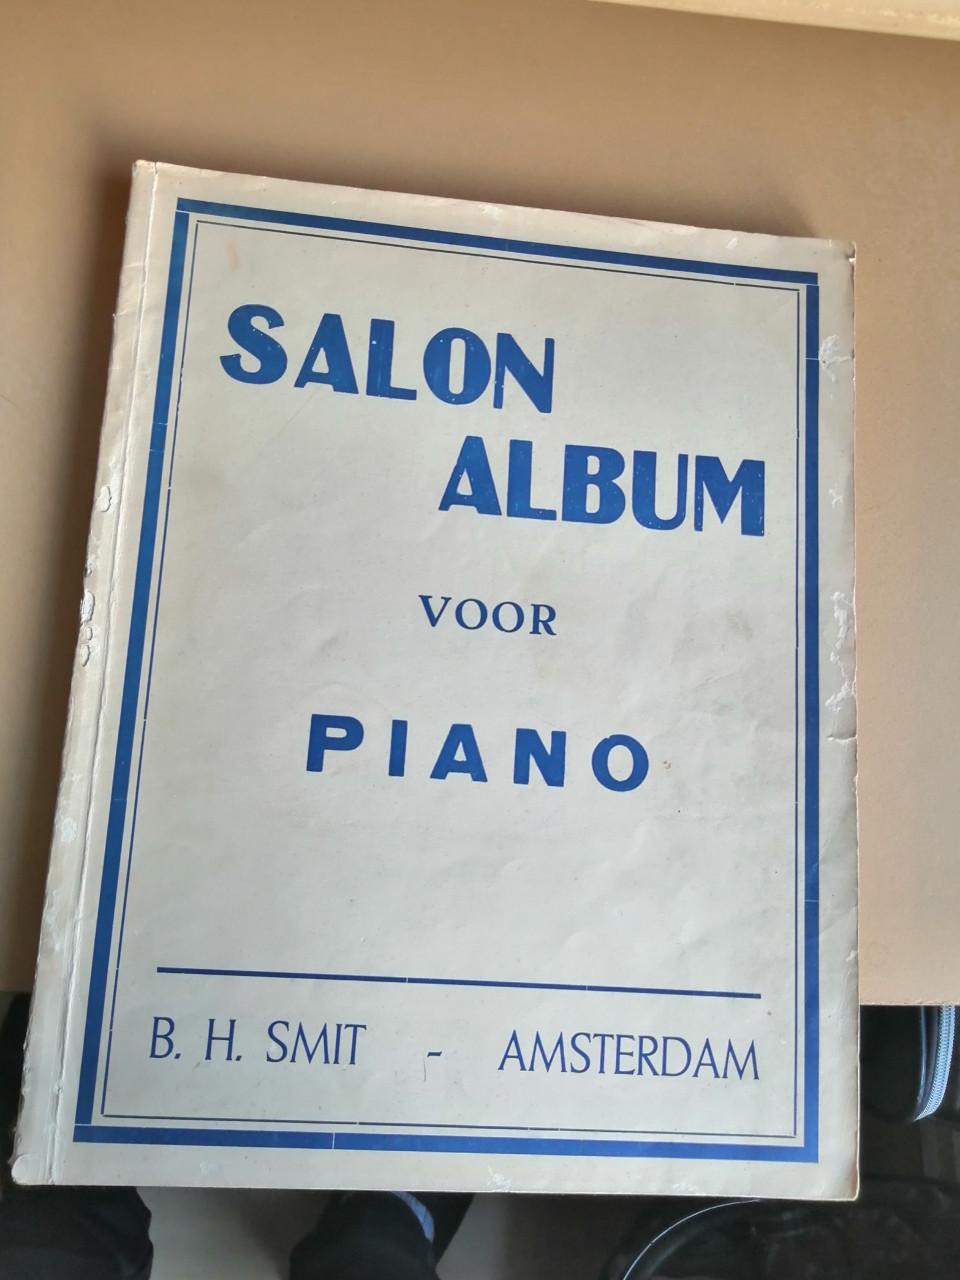 SALON
ALBUM
VOOR
PIANO
B. H. SMIT - AMSTERDAM